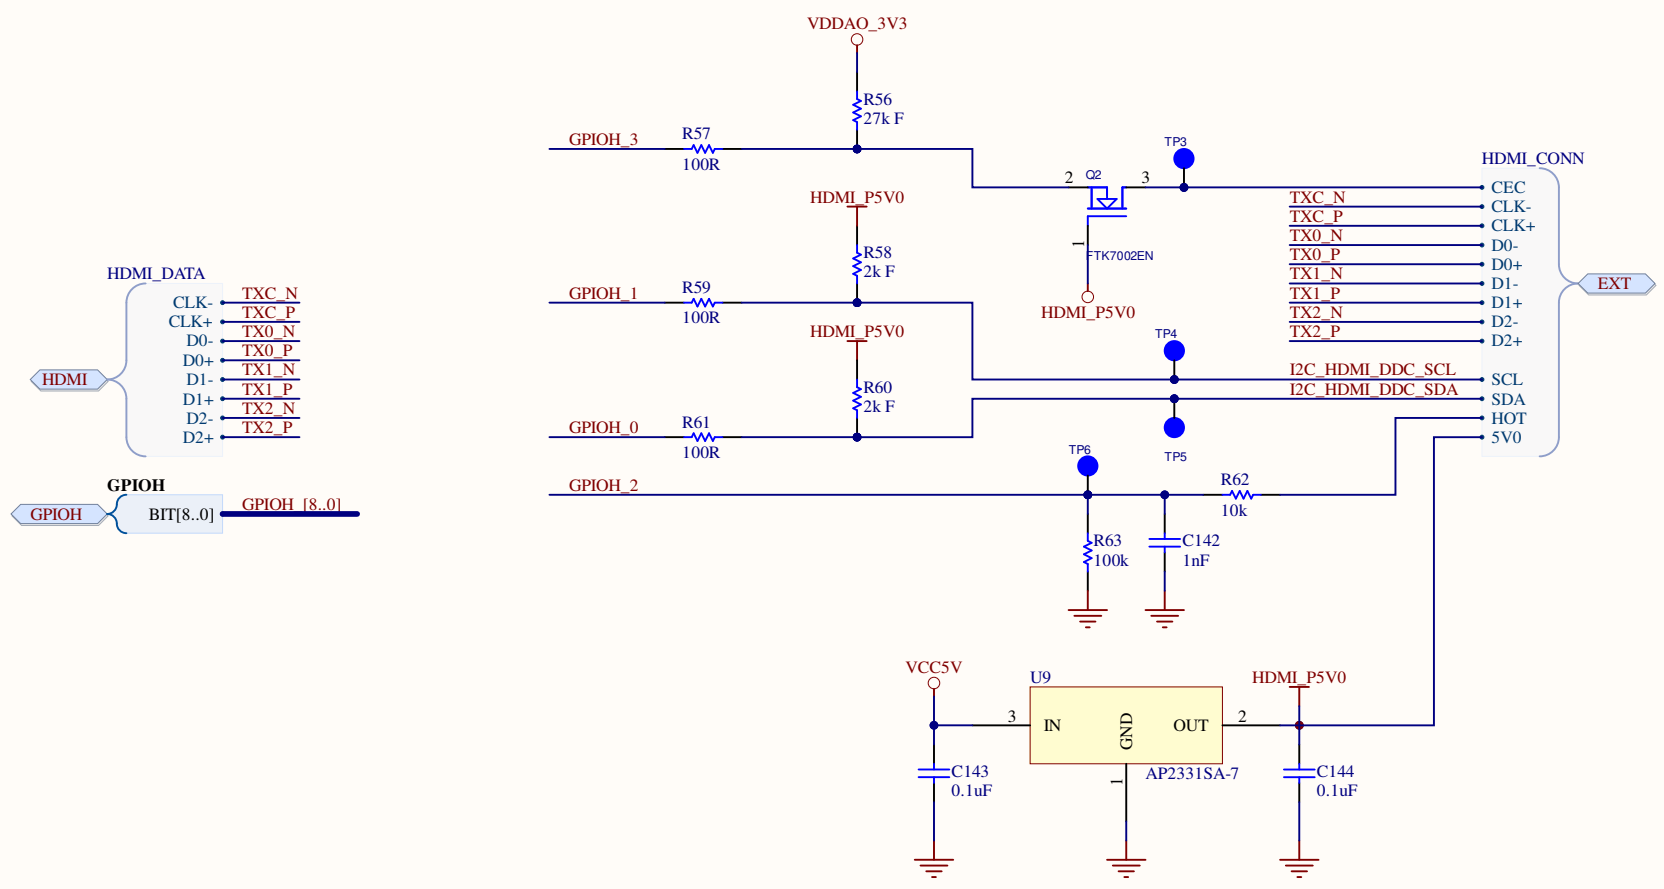 VDDAO_3V3
R56
27k F
GPIOH_3
R57
100R
TP3
HDMI_CONN
2
Q2
3
CEC
TXC_N
CLK-
HDMI_P5V0
TXC_P
CLK+
TX0_N
D0-
1
FTK7002EN
TX0_P
D0+
R58
2k F
HDMI_DATA
TX1_N
D1-
EXT
GPIOH_1
R59
100R
TX1_P
D1+
CLK-
TXC_N
HDMI_P5V0
TX2_N
D2-
CLK+
TXC_P
HDMI_P5V0
TP4
TX2_P
D2+
D0-
TX0_N
D0+
TX0_P
I2C_HDMI_DDC_SCL
SCL
HDMI
D1-
TX1_N
R60
2k F
I2C_HDMI_DDC_SDA
SDA
D1+
TX1_P
D2-
TX2_N
HOT
D2+
TX2_P
GPIOH_0
R61
100R
5V0
TP6
TP5
GPIOH
GPIOH_2
R62
10k
GPIOH
BIT[8..0]
GPIOH_[8..0]
R63
100k
C142
1nF
VCC5V
U9
HDMI_P5V0
3
IN
GND
OUT
2
C143
0.1uF
1
AP2331SA-7
C144
0.1uF